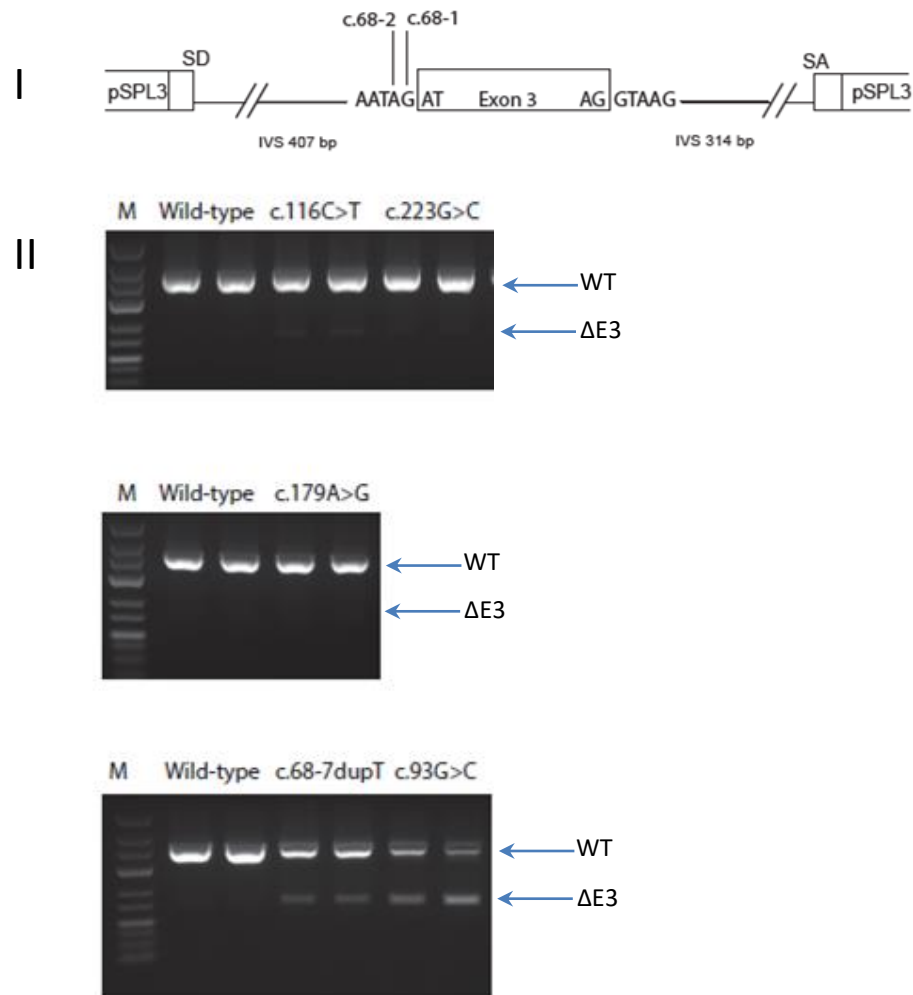 c.68-2 c.68-1
I
SD
SA
pSPL3
AATAG AT Exon 3 AG GTAAG
pSPL3
IVS 407 bp
IVS 314 bp
II
M Wild-type c.116C>T c.223G>C
WT
ΔE3
M Wild-type c.179A>G
WT
ΔE3
M Wild-type c.68-7dupT c.93G>C
WT
ΔE3